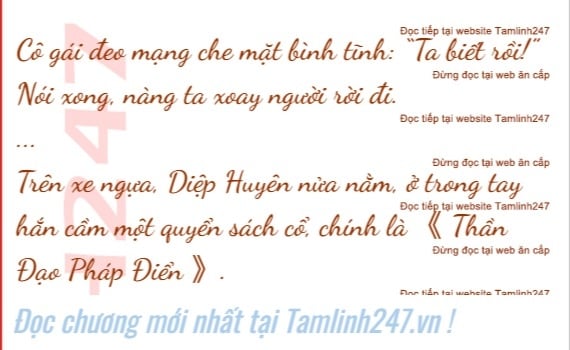 Đọc tiếp tại website Tamlinh247
Cô gái đeo mạng che mặt bình tĩnh: “Ta biết rồi!”
Đừng đọc tại web ăn cắp
Nói xong, nàng ta xoay người rời đi.
Đọc tiếp tại website Tamlinh247
...
Đừng đọc tại web ăn cắp
Trên xe ngựa, Diệp Huyên nửa nằm, ở trong tay
Đọc tiếp tại website Tamlinh247
hắn cầm một quyển sách cổ, chính là 《 Thần
Đừng đọc tại web ăn cắp
Đạo Pháp Điển 》.
Đọc tiếp tại website Tamlinh247
Đọc chương mới nhất tại Tamlinh247.vn !